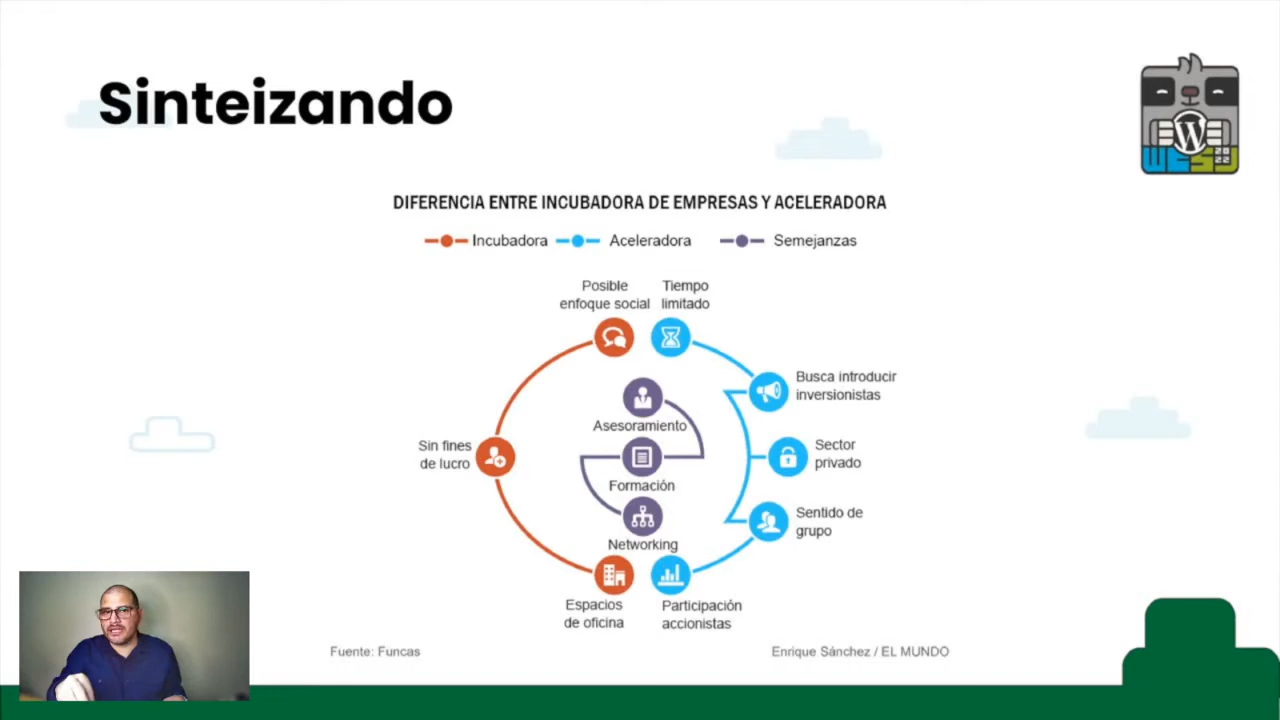 Sinteizando
DIFERENCIA ENTRE INCUBADORA DE EMPRESAS Y ACELERADORA
Incubadora
Aceleradora
Semejanzas
Posible
enfoque social
Tiempo
limitado
Busca introducir
inversionistas
Asesoramiento
Sin fines
de lucro
Sector
privado
Formación
Sentido de
grupo
Networking
Espacios
de oficina
Participación
accionistas
Fuente: Funcas
Enrique Sánchez / EL MUNDO